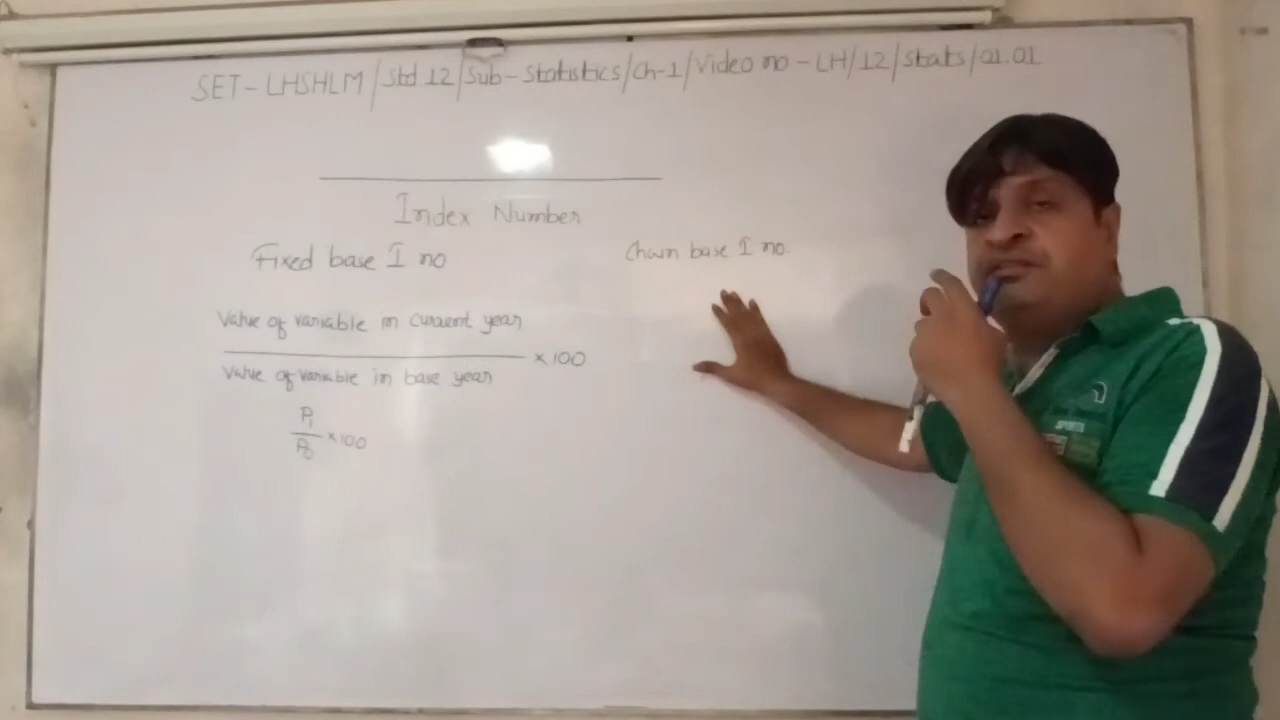 SET - LHSHLM / Std 12 / Sub - Statistics / Ch-1 / Video no - LH / 12 / Stats / 01.01
Index Number
Fixed base I no
Chain base I no.
Value of variable in current year
Value of variable in base year
× 100
P₁
P₀
× 100
SPORTS